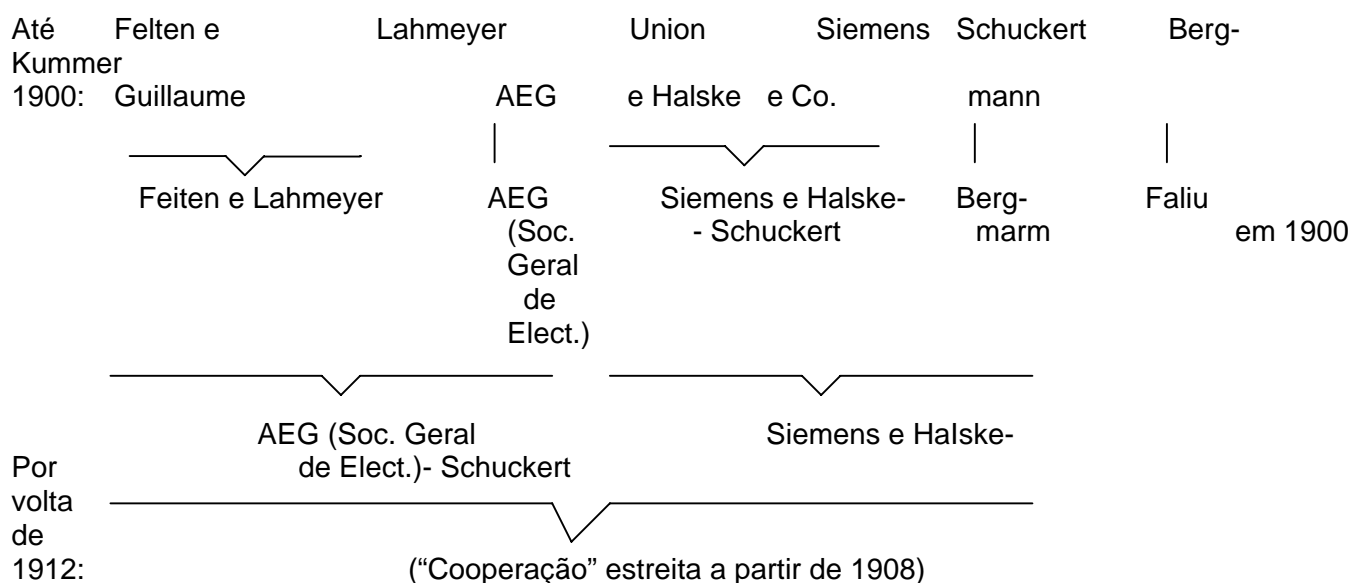 Até Felten e Lahmeyer Union Siemens Schuckert Berg-
Kummer
1900: Guillaume AEG e Halske e Co. mann
Feiten e Lahmeyer AEG Siemens e Halske- Berg- Faliu
(Soc. - Schuckert marm em 1900
Geral
de
Elect.)
AEG (Soc. Geral Siemens e HaIske-
Por de Elect.)- Schuckert
volta
de
1912: (“Cooperação” estreita a partir de 1908)